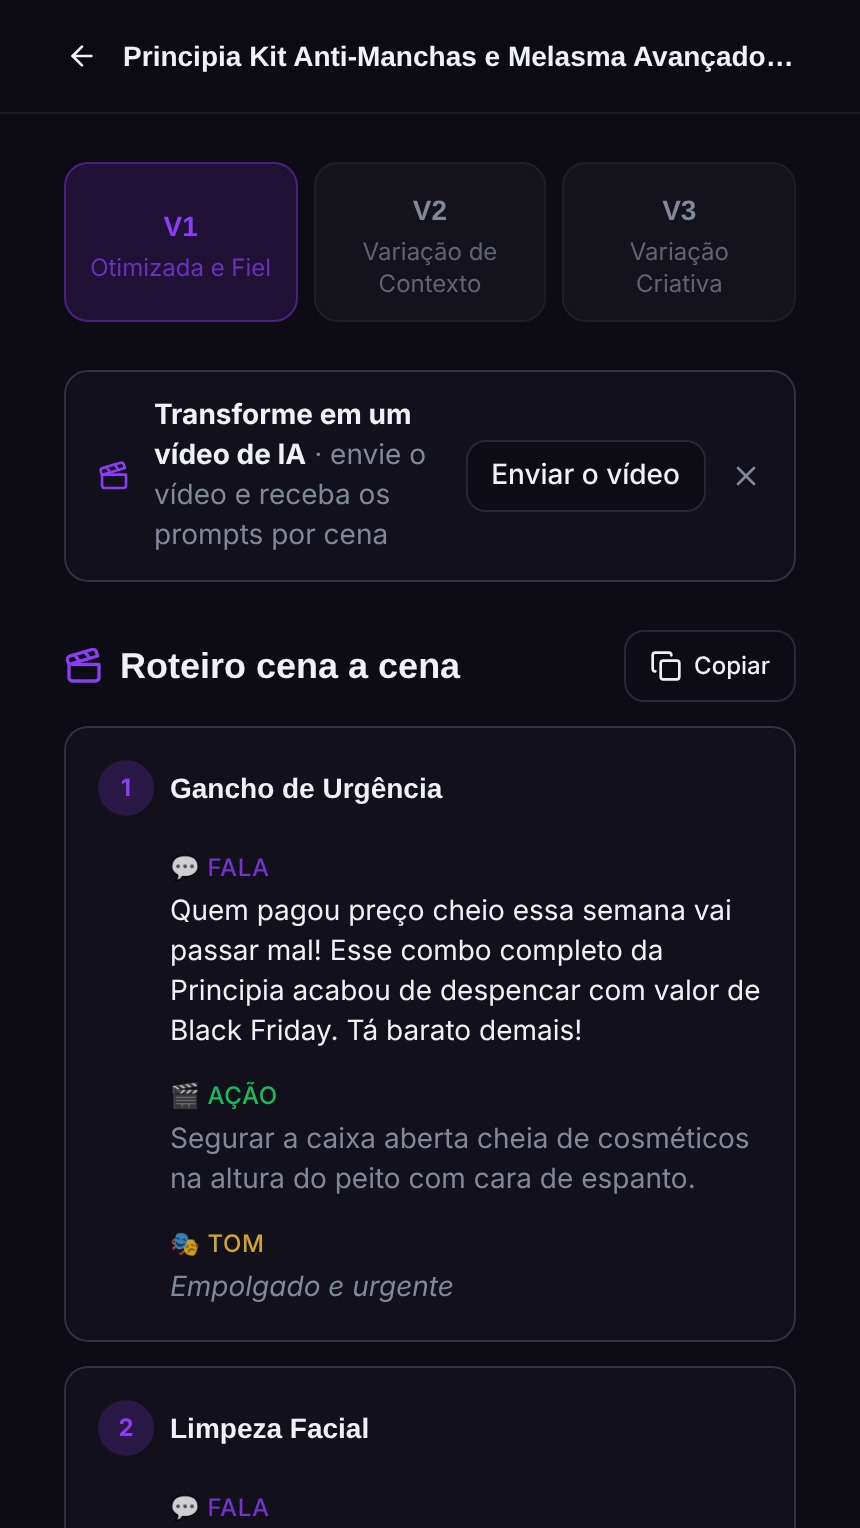 Principia Kit Anti-Manchas e Melasma Avançado...
V1
Otimizada e Fiel
V2
Variação de
Contexto
V3
Variação
Criativa
Transforme em um
vídeo de IA · envie o
vídeo e receba os
prompts por cena
Enviar o vídeo
Roteiro cena a cena
Copiar
1
Gancho de Urgência
FALA
Quem pagou preço cheio essa semana vai
passar mal! Esse combo completo da
Principia acabou de despencar com valor de
Black Friday. Tá barato demais!
AÇÃO
Segurar a caixa aberta cheia de cosméticos
na altura do peito com cara de espanto.
TOM
Empolgado e urgente
2
Limpeza Facial
FALA